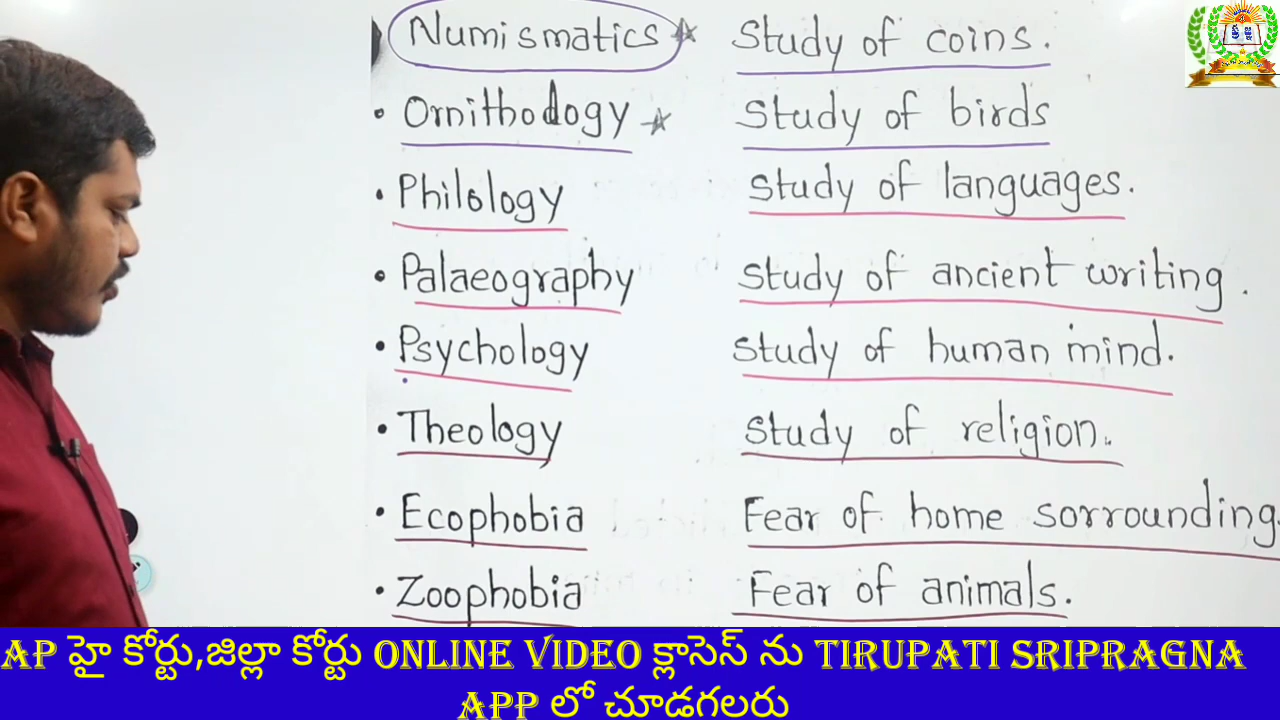 Numismatics ☆ Study of coins.
• Ornithodogy ☆ Study of birds
• Philology Study of languages.
• Palaeography Study of ancient writing.
• Psychology Study of human mind.
• Theology Study of religion.
• Ecophobia Fear of home sorrounding.
• Zoophobia Fear of animals.
AP హై కోర్టు,జిల్లా కోర్టు ONLINE VIDEO క్లాసెస్ ను TIRUPATI SRIPRAGNA
APP లో చూడగలరు